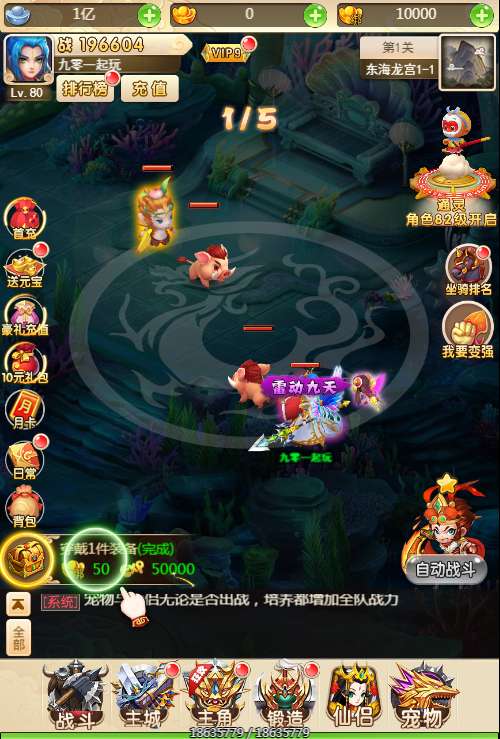 1亿
0
10000
战 196604
VIP9
第1关
九零一起玩
东海龙宫1-1
Lv. 80
排行榜
充值
1/5
通灵
角色82级开启
首充
送元宝
坐骑排名
豪礼充值
我要变强
10元礼包
雷动九天
月
月卡
九零一起玩
日常
背包
穿戴1件装备(完成)
50
50000
自动战斗
[系统]
侣无论是否出战，培养都增加全队战力
全部
战斗
主城
主角
锻造
仙侣
宠物
18635779 / 18635779